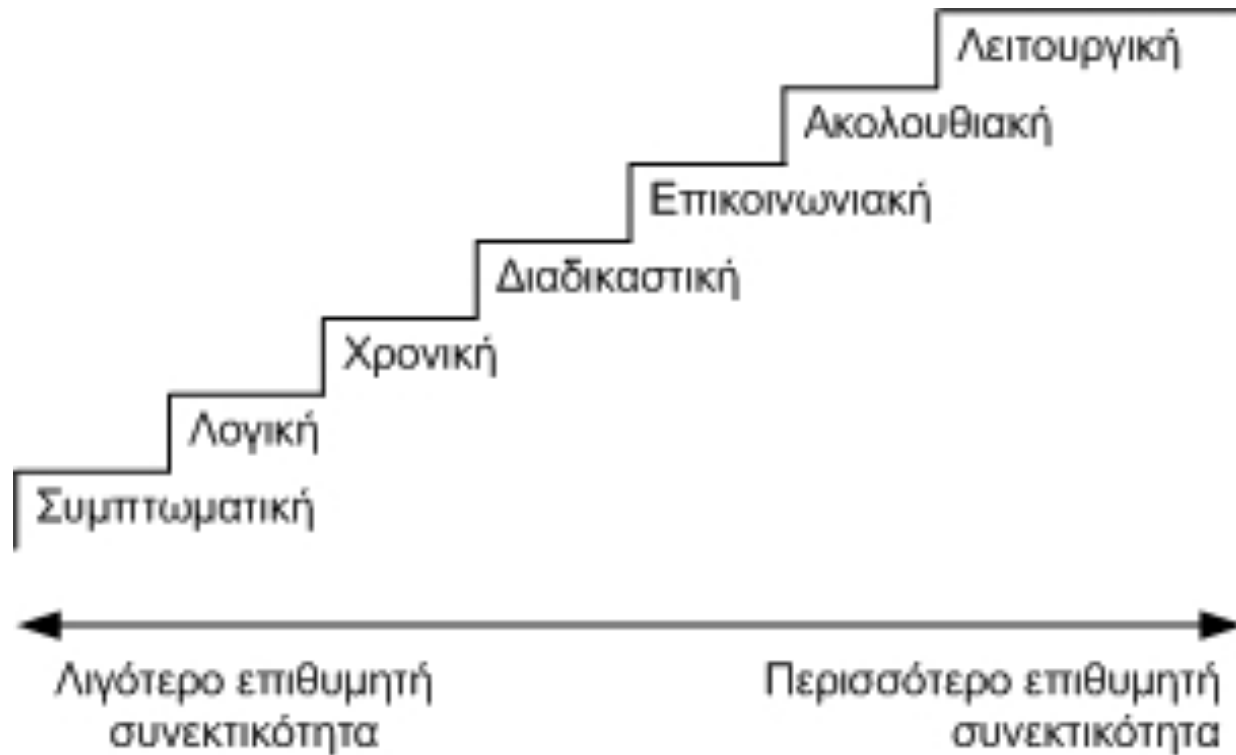 Λειτουργική
Ακολουθιακή
Επικοινωνιακή
Διαδικαστική
Χρονική
Λογική
Συμπτωματική
Λιγότερο επιθυμητή
συνεκτικότητα
Περισσότερο επιθυμητή
συνεκτικότητα